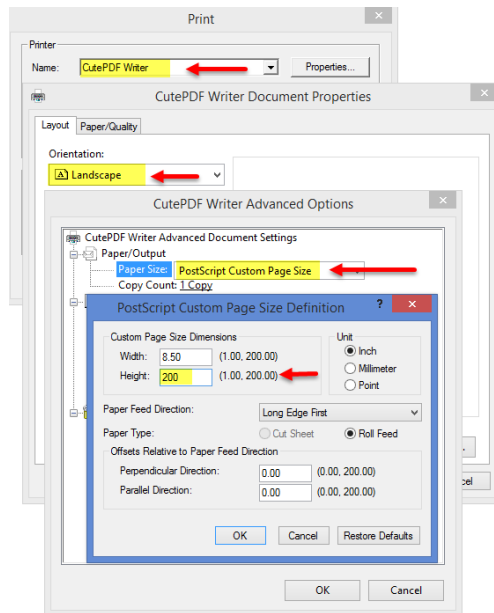 Print
Printer
Name: CutePDF Writer Properties...
CutePDF Writer Document Properties
Layout Paper/Quality
Orientation:
A Landscape
CutePDF Writer Advanced Options
CutePDF Writer Advanced Document Settings
Paper/Output
Paper Size: PostScript Custom Page Size
Copy Count: 1 Copy
PostScript Custom Page Size Definition ?
Custom Page Size Dimensions Unit
Width: 8.50 (1.00, 200.00) Inch
Height: 200 (1.00, 200.00) Millimeter
Point
Paper Feed Direction: Long Edge First
Paper Type: Cut Sheet Roll Feed
Offsets Relative to Paper Feed Direction
Perpendicular Direction: 0.00 (0.00, 200.00)
Parallel Direction: 0.00 (0.00, 200.00)
OK Cancel Restore Defaults
OK Cancel